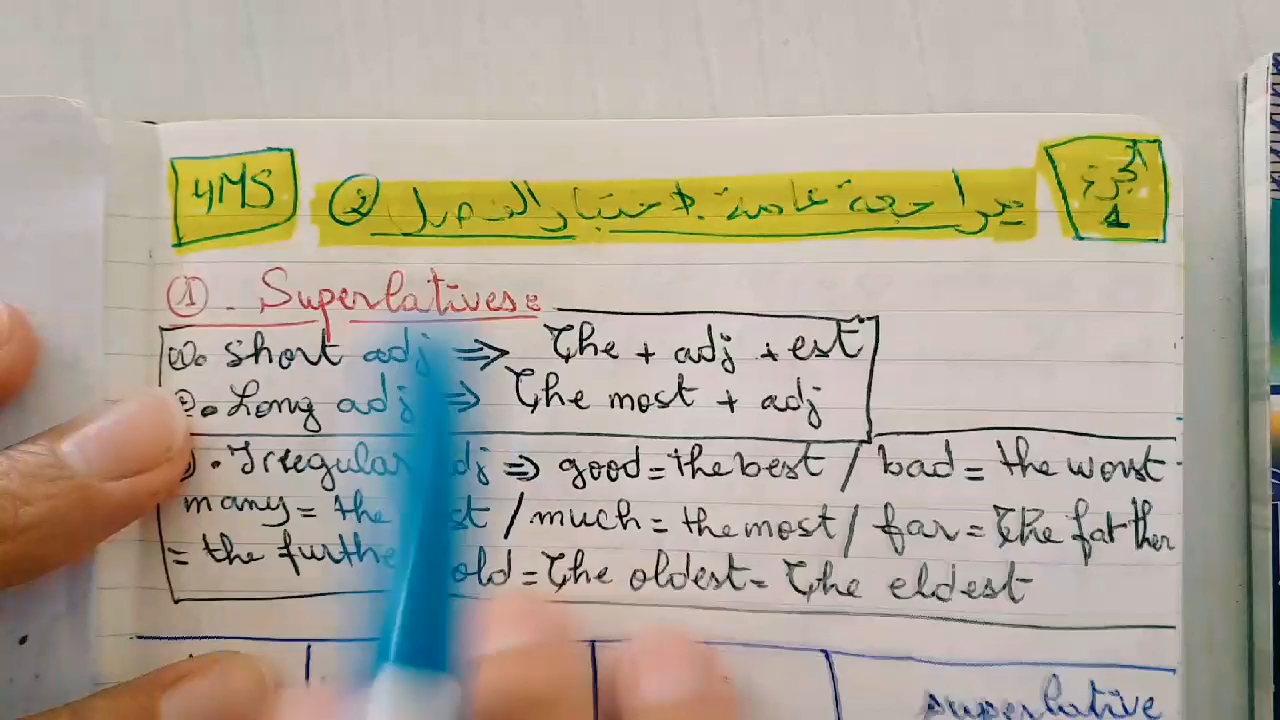 4MS
مراجعة عامة. اختبار الفصل ②
الجزء 1
① . Superlatives:
①. Short adj ⇒ The + adj + est
②. Long adj ⇒ The most + adj
. Irregular adj ⇒ good = the best / bad = the worst
many = the / much = the most / far = The farther
= the old = The oldest = The eldest
superlative